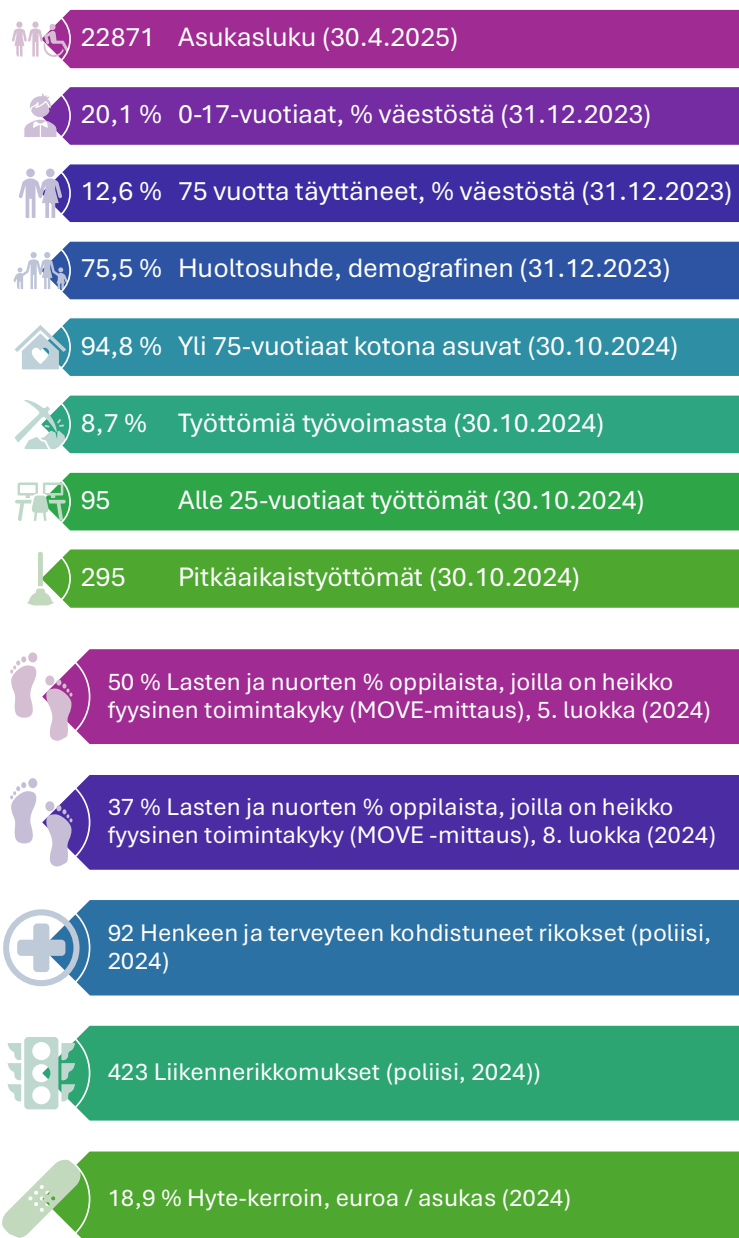 22871 Asukasluku (30.4.2025)
20,1 % 0-17-vuotiaat, % väestöstä (31.12.2023)
12,6 % 75 vuotta täyttäneet, % väestöstä (31.12.2023)
75,5 % Huoltosuhde, demografinen (31.12.2023)
94,8 % Yli 75-vuotiaat kotona asuvat (30.10.2024)
8,7 % Työttömiä työvoimasta (30.10.2024)
95 Alle 25-vuotiaat työttömät (30.10.2024)
295 Pitkäaikaistyöttömät (30.10.2024)
50 % Lasten ja nuorten % oppilaista, joilla on heikko
fyysinen toimintakyky (MOVE-mittaus), 5. luokka (2024)
37 % Lasten ja nuorten % oppilaista, joilla on heikko
fyysinen toimintakyky (MOVE -mittaus), 8. luokka (2024)
92 Henkeen ja terveyteen kohdistuneet rikokset (poliisi,
2024)
423 Liikennerikkomukset (poliisi, 2024))
18,9 % Hyte-kerroin, euroa / asukas (2024)